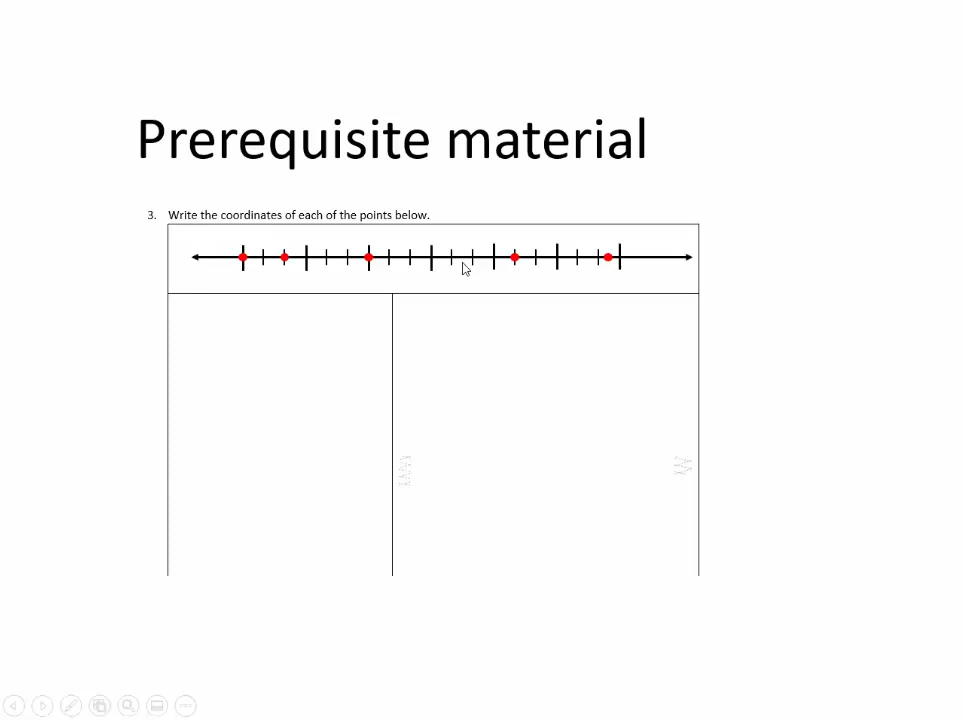 Prerequisite material
3. Write the coordinates of each of the points below.